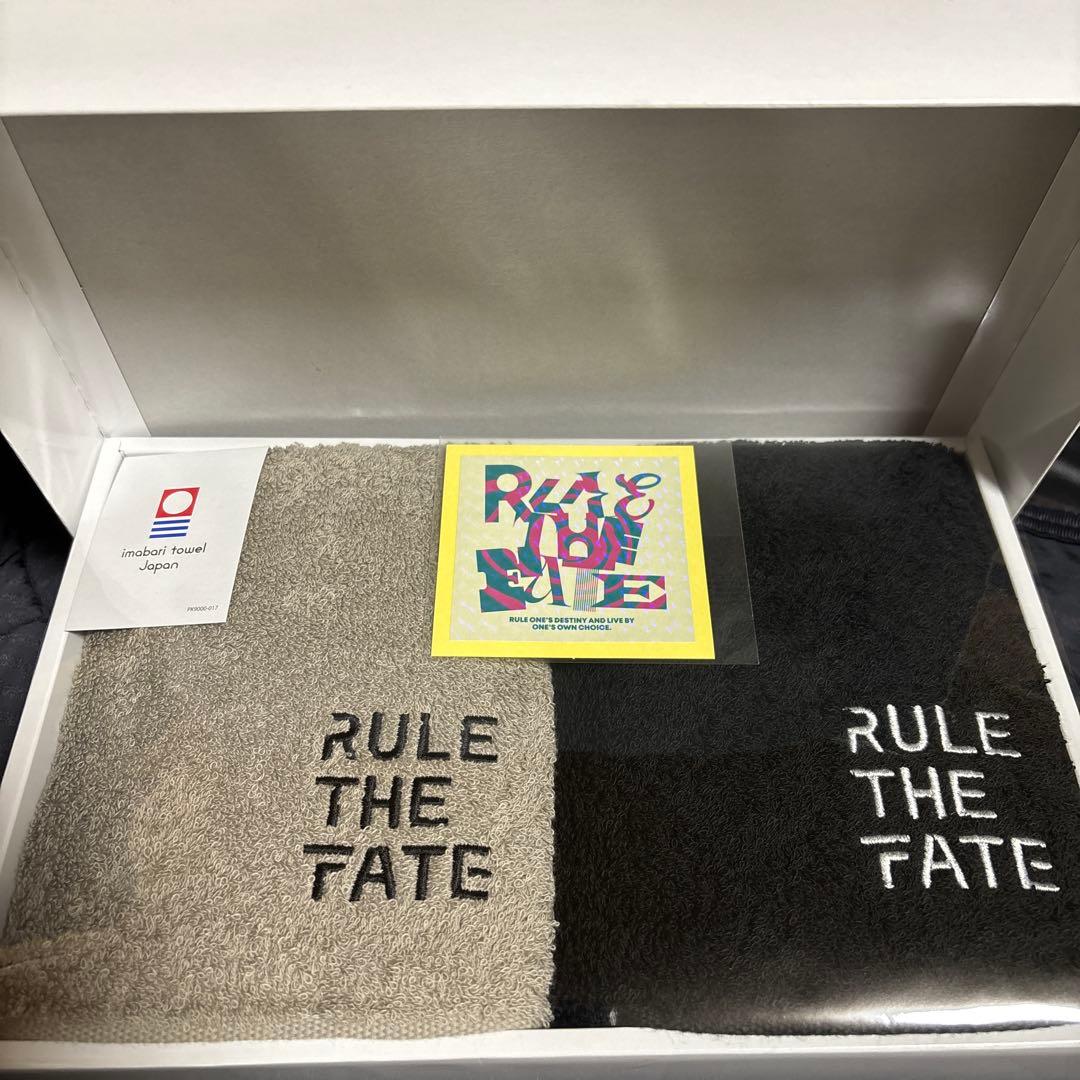 imabari towel
Japan
PK9000-017
RULE
THE
FATE
RULE ONE'S DESTINY AND LIVE BY
ONE'S OWN CHOICE.
RULE
THE
FATE
RULE
THE
FATE